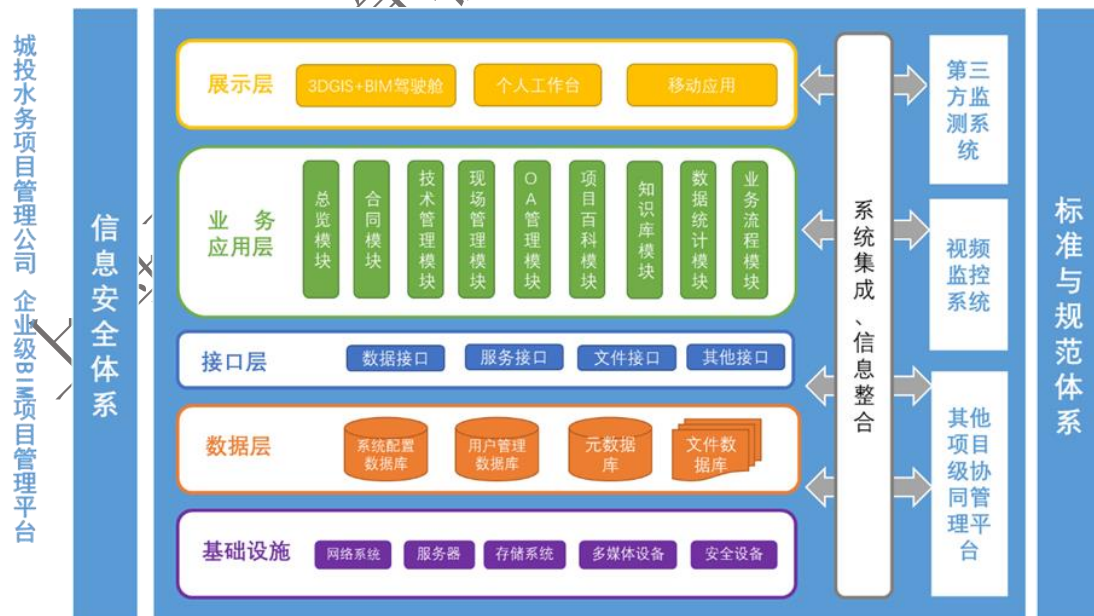 城投水务项目管理公司 企业级BIM项目管理平台
信息安全体系
展示层
3DGIS+BIM驾驶舱
个人工作台
移动应用
业 务
应用层
总览模块
合同模块
技术管理模块
现场管理模块
OA管理模块
项目百科模块
知识库模块
数据统计模块
业务流程模块
接口层
数据接口
服务接口
文件接口
其他接口
数据层
系统配置
数据库
用户管理
数据库
元数据
库
文件数
据库
基础设施
网络系统
服务器
存储系统
多媒体设备
安全设备
系统集成、信息整合
第三
方监
测系
统
视频
监控
系统
其他
项目
级协
同管
理平
台
标准与规范体系